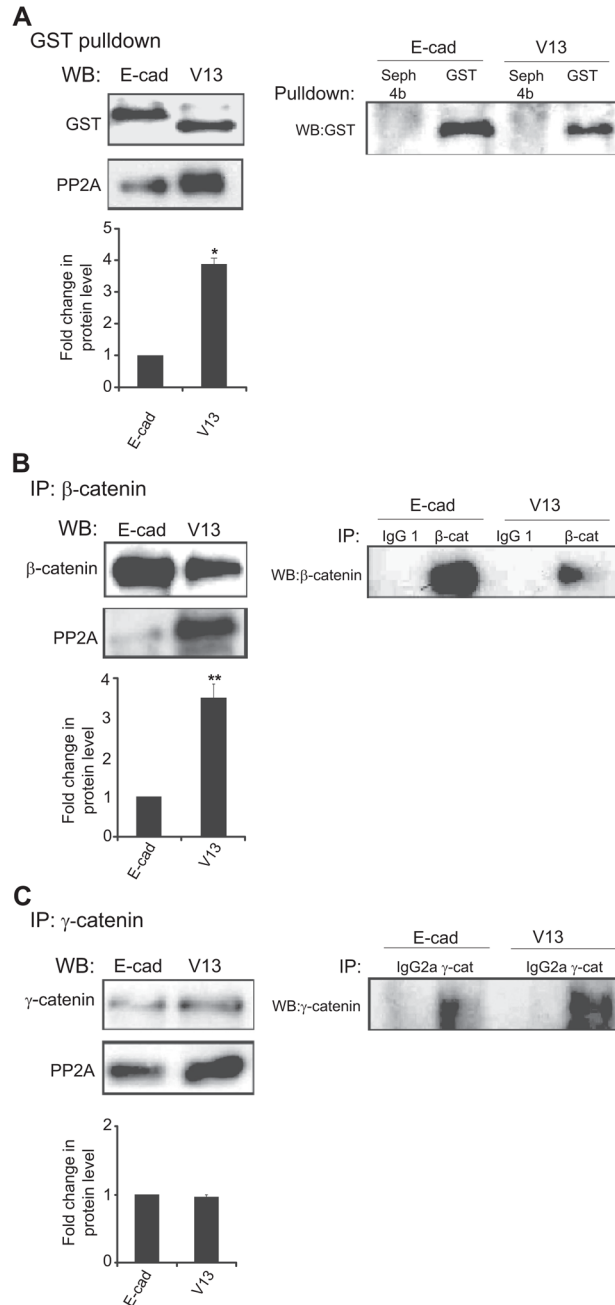 A
GST pulldown
WB: E-cad V13
GST
PP2A
Fold change in
protein level
5
4
3
2
1
0
*
E-cad
V13
E-cad V13
Seph
4b
GST
Seph
4b
GST
Pulldown:
WB:GST
B
IP: β-catenin
WB: E-cad V13
β-catenin
PP2A
Fold change in
protein level
4
3
2
1
0
**
E-cad
V13
E-cad V13
IP: IgG 1 β-cat IgG 1 β-cat
WB:β-catenin
C
IP: γ-catenin
WB: E-cad V13
γ-catenin
PP2A
Fold change in
protein level
2
1
0
E-cad
V13
E-cad V13
IP: IgG2a γ-cat IgG2a γ-cat
WB:γ-catenin